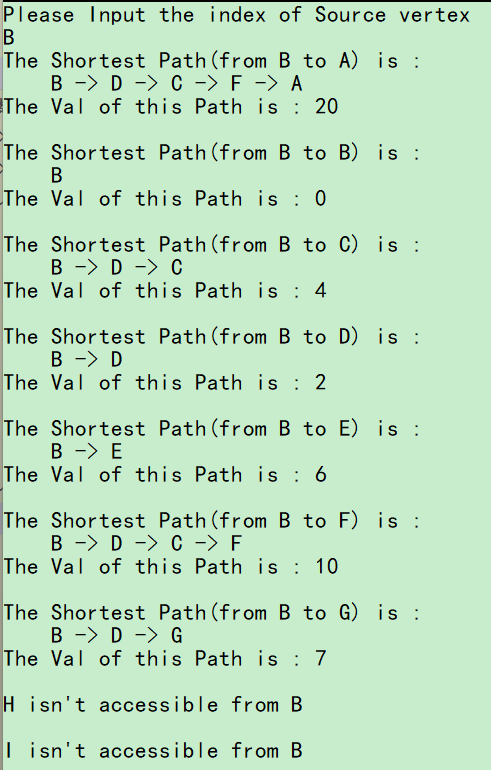 Please Input the index of Source vertex
B
The Shortest Path(from B to A) is :
    B -> D -> C -> F -> A
The Val of this Path is : 20
The Shortest Path(from B to B) is :
    B
The Val of this Path is : 0
The Shortest Path(from B to C) is :
    B -> D -> C
The Val of this Path is : 4
The Shortest Path(from B to D) is :
    B -> D
The Val of this Path is : 2
The Shortest Path(from B to E) is :
    B -> E
The Val of this Path is : 6
The Shortest Path(from B to F) is :
    B -> D -> C -> F
The Val of this Path is : 10
The Shortest Path(from B to G) is :
    B -> D -> G
The Val of this Path is : 7
H isn't accessible from B
I isn't accessible from B